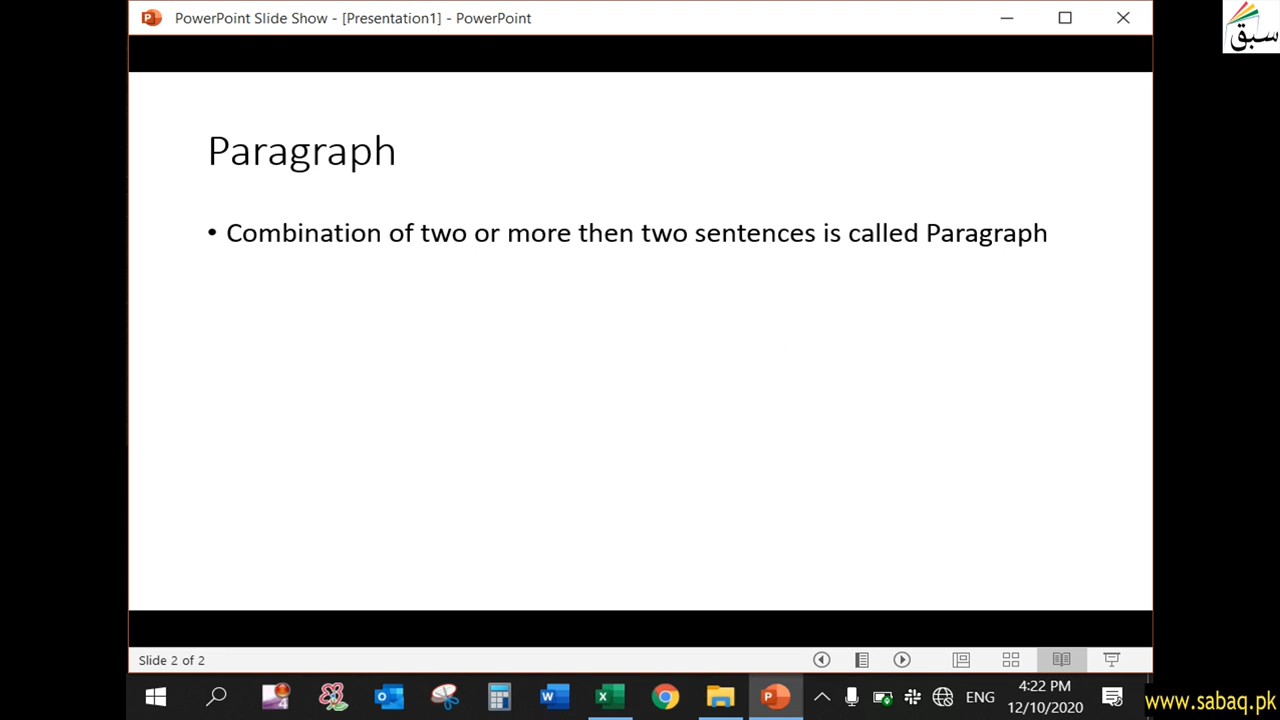 PowerPoint Slide Show - [Presentation1] - PowerPoint
سبق
Paragraph
• Combination of two or more then two sentences is called Paragraph
Slide 2 of 2
4
ENG
4:22 PM
12/10/2020
www.sabaq.pk